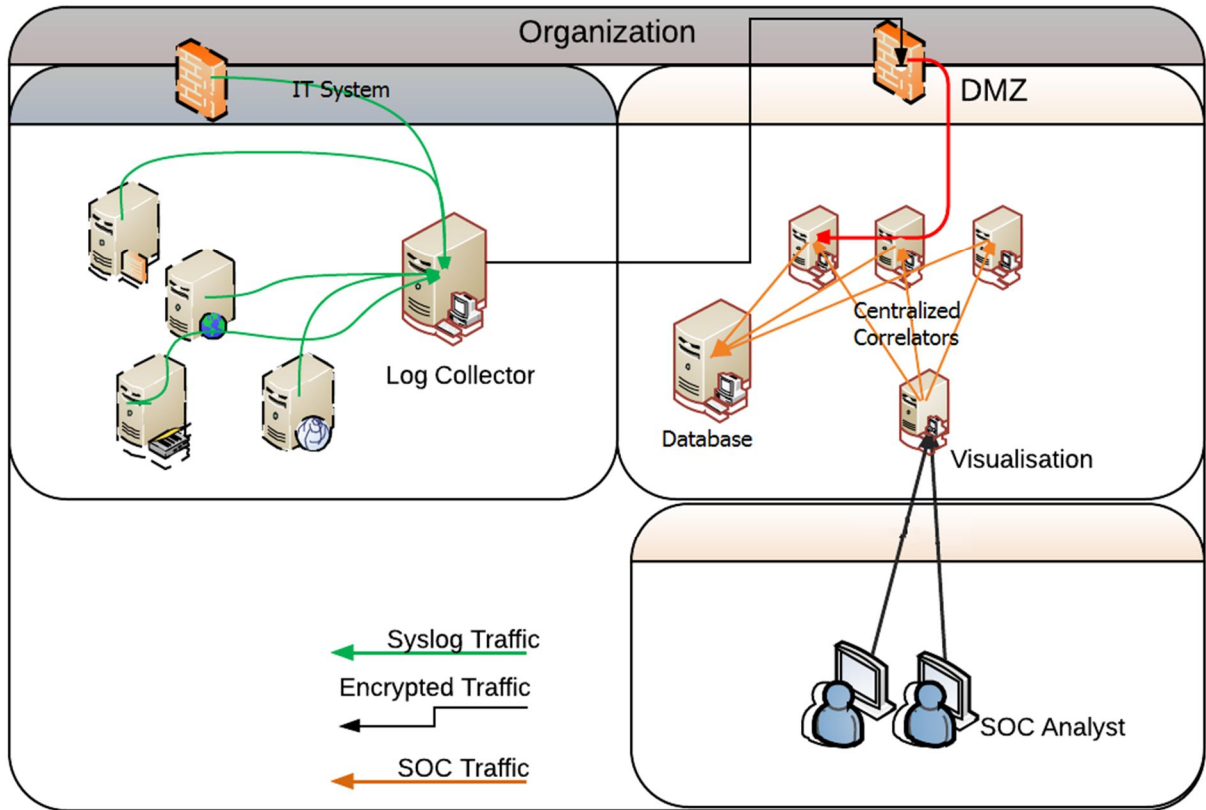 Organization
IT System
DMZ
Log Collector
Centralized
Correlators
Database
Visualisation
Syslog Traffic
Encrypted Traffic
SOC Traffic
SOC Analyst